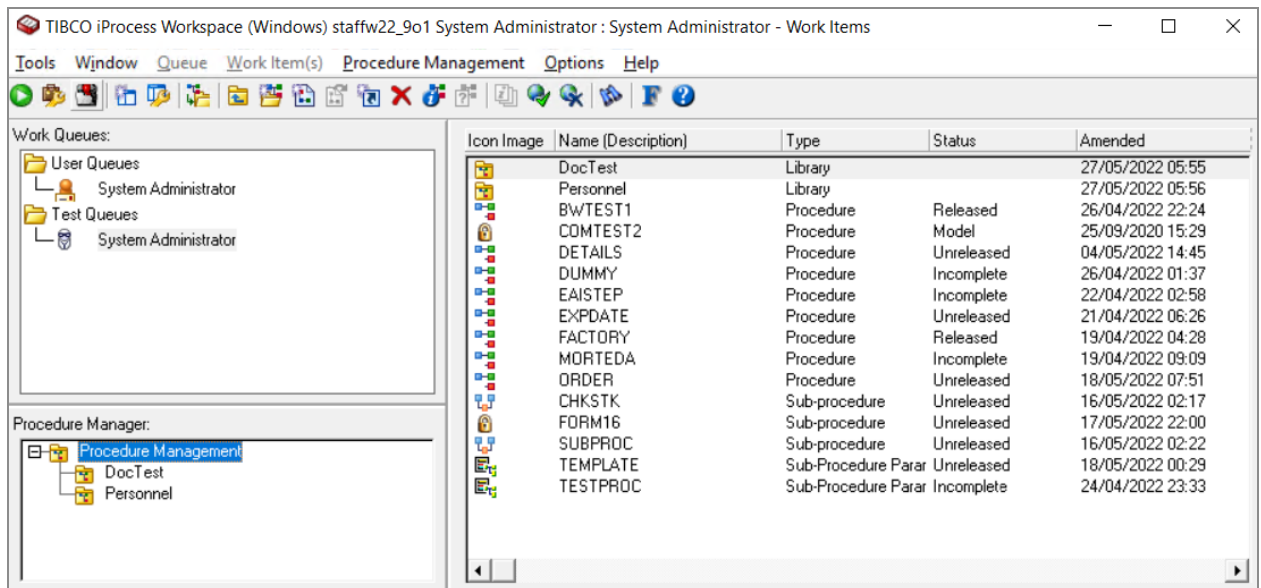 TIBCO iProcess Workspace (Windows) staffw22_9o1 System Administrator : System Administrator - Work Items
Tools Window Queue Work Item(s) Procedure Management Options Help
Work Queues:
User Queues
System Administrator
Test Queues
System Administrator
Procedure Manager:
Procedure Management
DocTest
Personnel
Icon Image Name (Description) Type Status Amended
DocTest Library 27/05/2022 05:55
Personnel Library 27/05/2022 05:56
BWTEST1 Procedure Released 26/04/2022 22:24
COMTEST2 Procedure Model 25/09/2020 15:29
DETAILS Procedure Unreleased 04/05/2022 14:45
DUMMY Procedure Incomplete 26/04/2022 01:37
EAISTEP Procedure Incomplete 22/04/2022 02:58
EXPDATE Procedure Unreleased 21/04/2022 06:26
FACTORY Procedure Released 19/04/2022 04:28
MORTEDA Procedure Incomplete 19/04/2022 09:09
ORDER Procedure Unreleased 18/05/2022 07:51
CHKSTK Sub-procedure Unreleased 16/05/2022 02:17
FORM16 Sub-procedure Unreleased 17/05/2022 22:00
SUBPROC Sub-procedure Unreleased 16/05/2022 02:22
TEMPLATE Sub-Procedure Parar Unreleased 18/05/2022 00:29
TESTPROC Sub-Procedure Parar Incomplete 24/04/2022 23:33